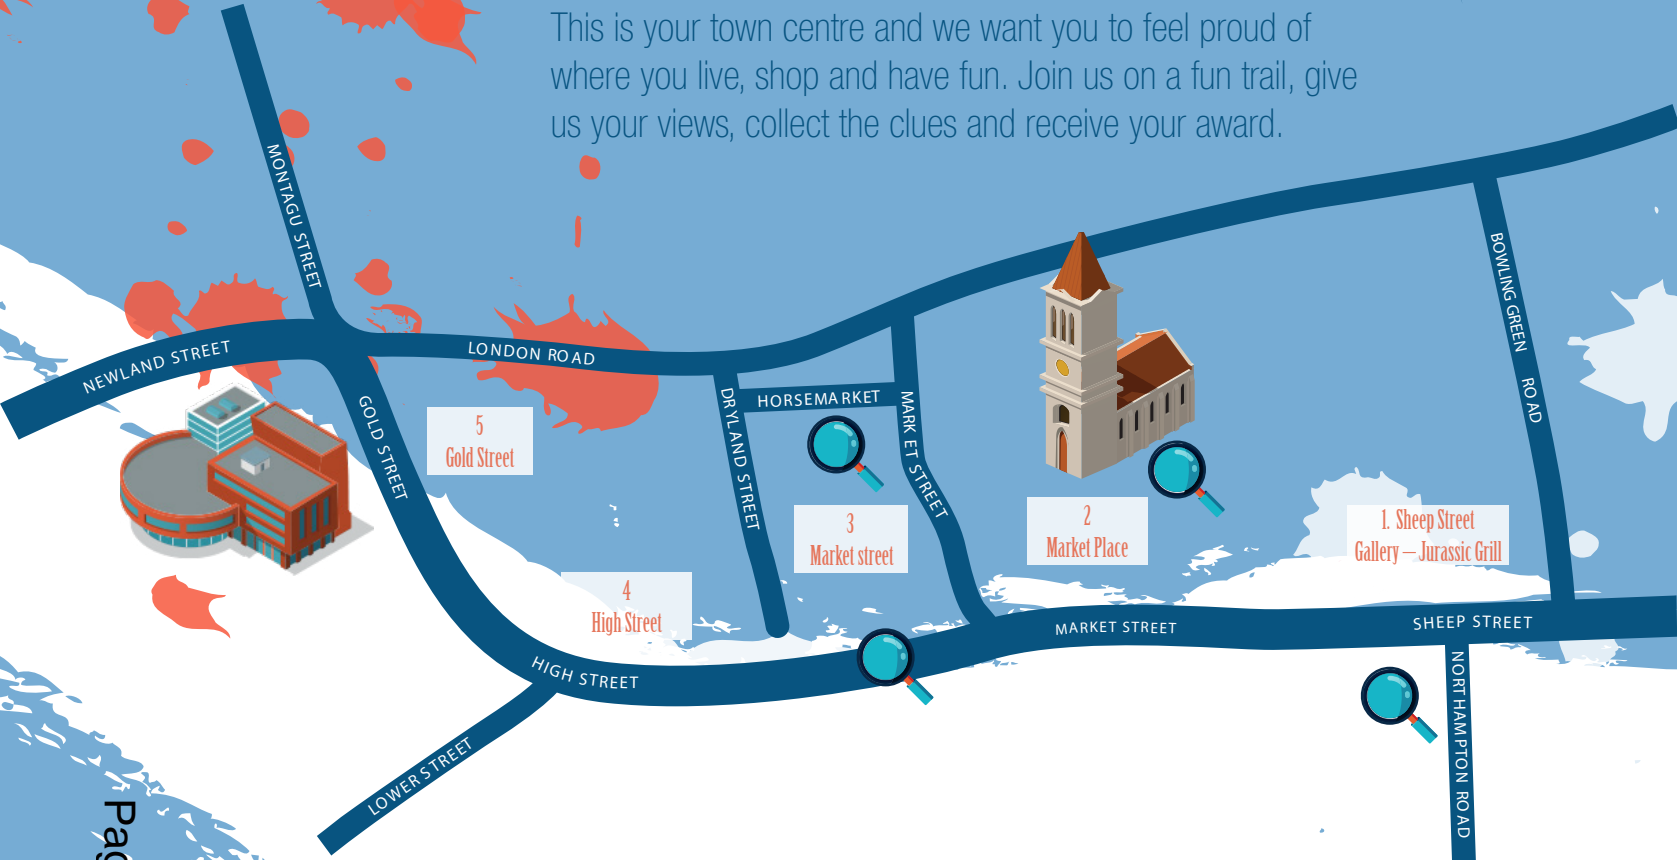 This is your town centre and we want you to feel proud of
where you live, shop and have fun. Join us on a fun trail, give
us your views, collect the clues and receive your award.
MONTAGU STREET
BOWLING GREEN ROAD
NEWLAND STREET
LONDON ROAD
GOLD STREET
DRYLAND STREET
HORSEMARKET
MARKET STREET
5
Gold Street
3
Market street
2
Market Place
1. Sheep Street
Gallery – Jurassic Grill
4
High Street
MARKET STREET
SHEEP STREET
HIGH STREET
NORTHAMPTON ROAD
LOWER STREET